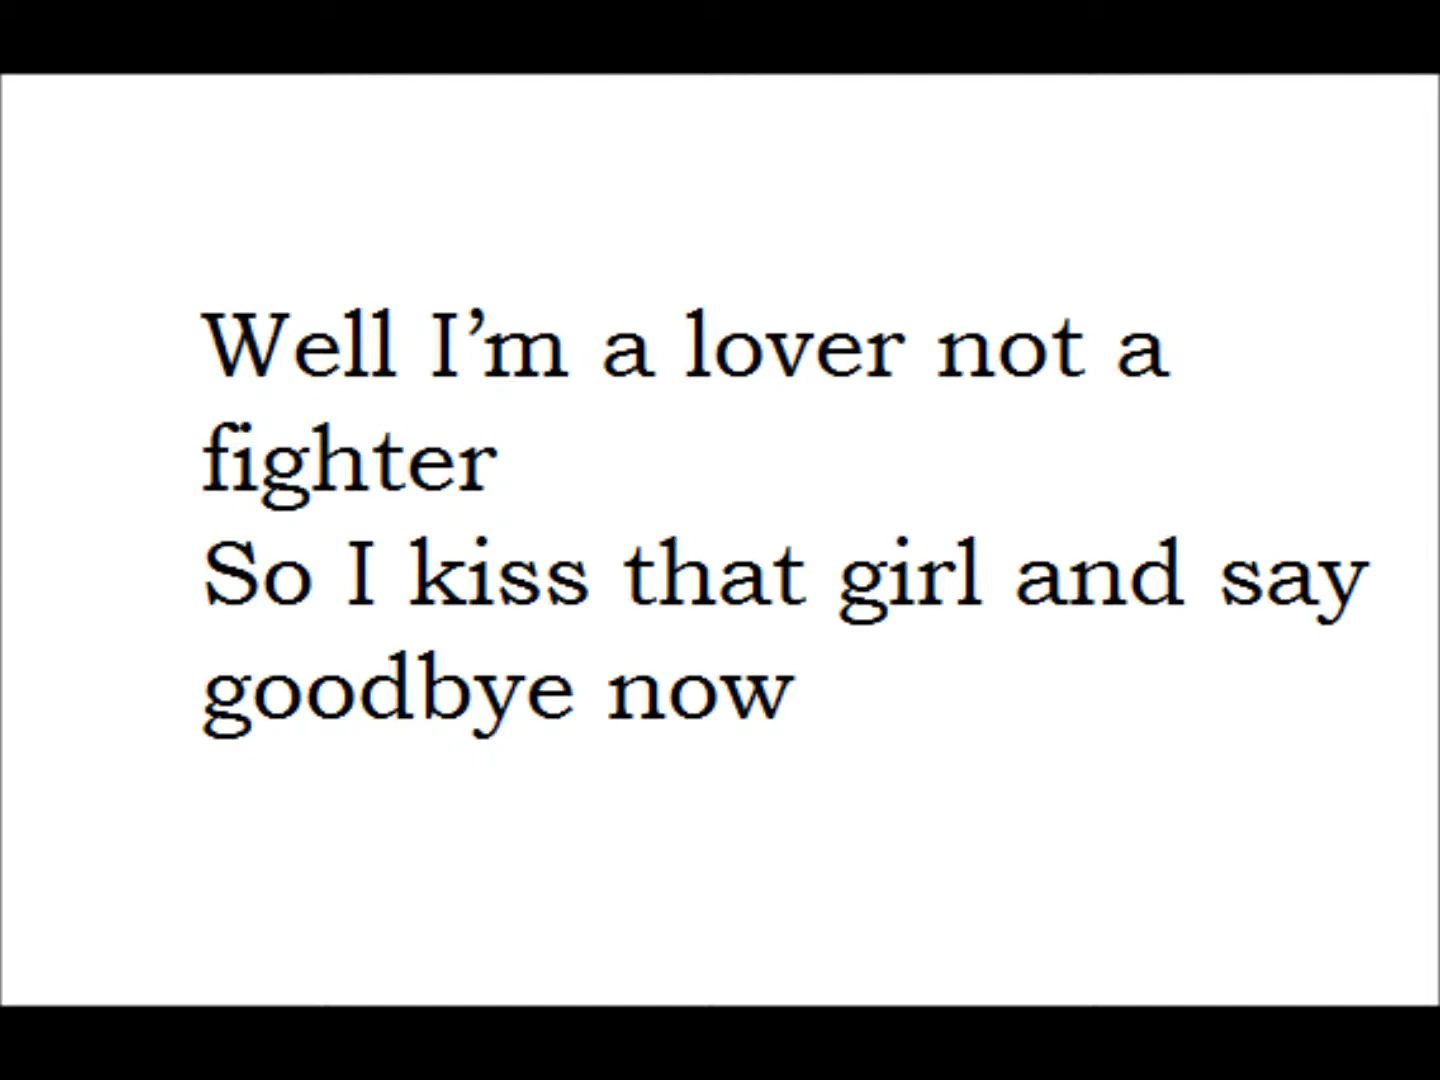 Well I’m a lover not a
fighter
So I kiss that girl and say
goodbye now